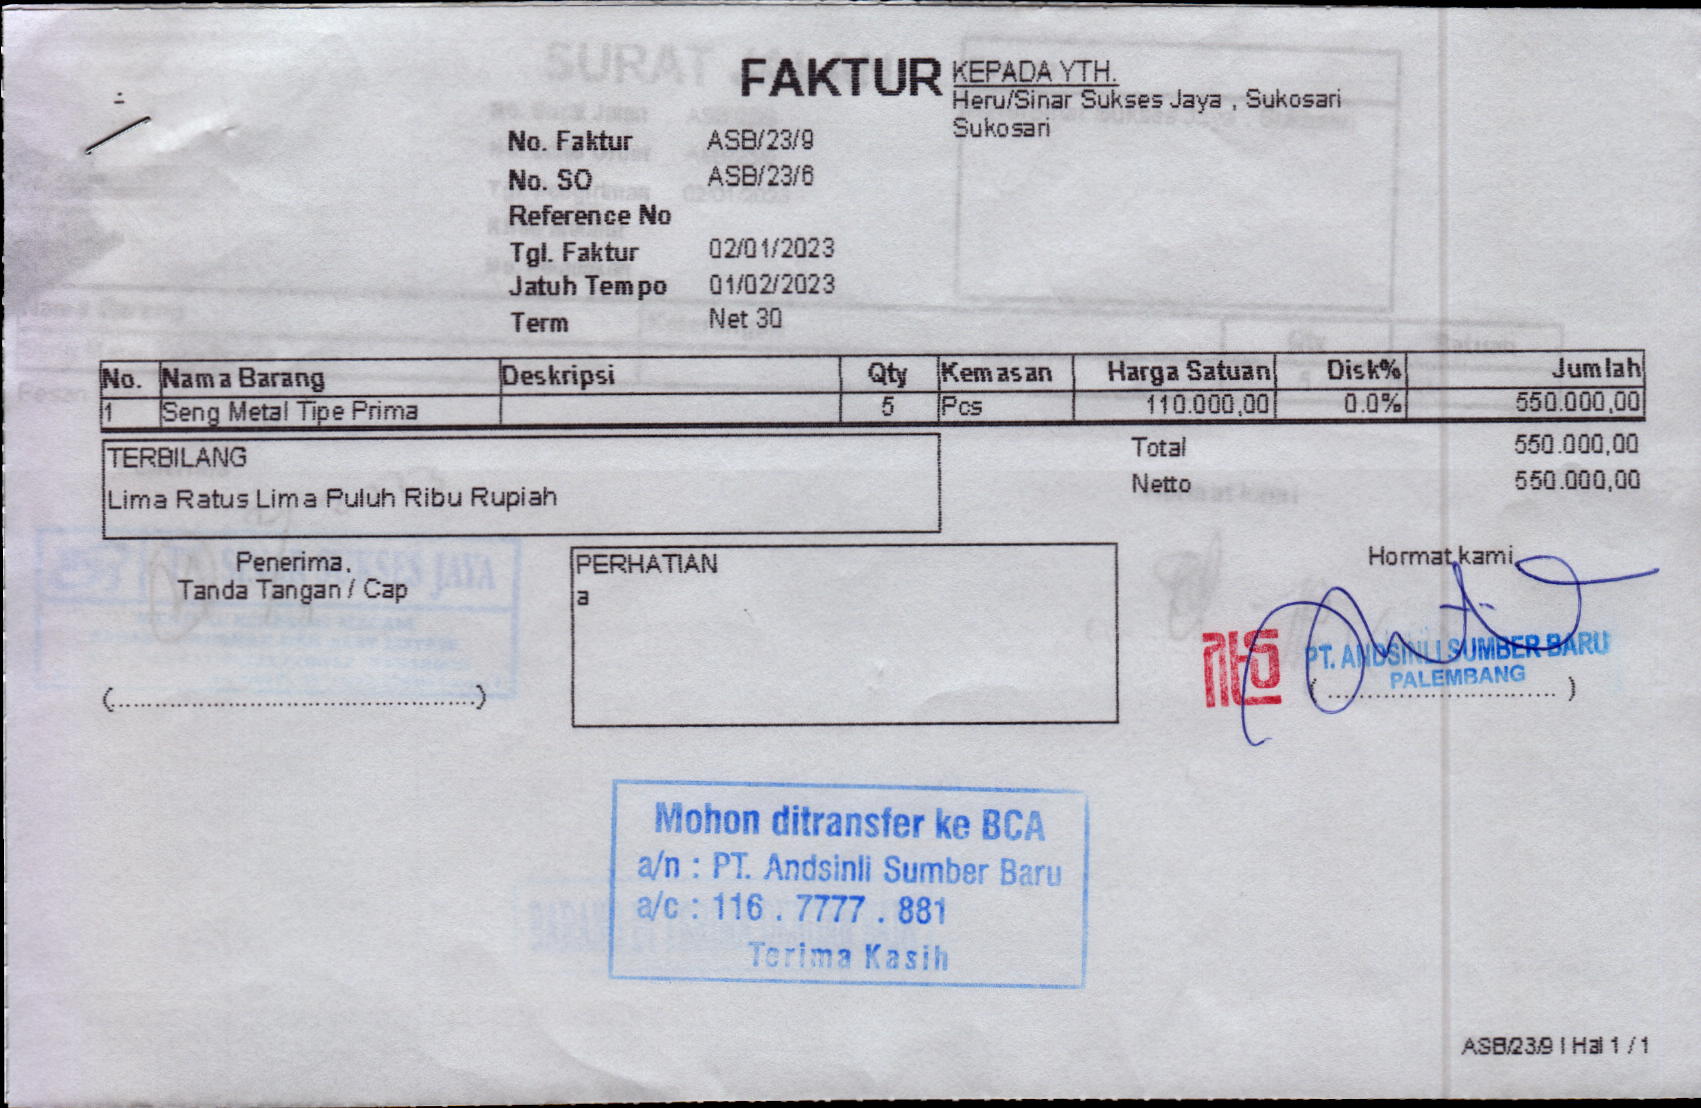 FAKTUR
KEPADA YTH.
Heru/Sinar Sukses Jaya , Sukosari
Sukosari
No. Faktur ASB/23/9
No. SO ASB/23/6
Reference No
Tgl. Faktur 02/01/2023
Jatuh Tempo 01/02/2023
Term Net 30
No. Nama Barang Deskripsi Qty Kemasan Harga Satuan Disk% Jumlah
1 Seng Metal Tipe Prima 5 Pcs 110.000,00 0.0% 550.000,00
TERBILANG
Lima Ratus Lima Puluh Ribu Rupiah
Total 550.000,00
Netto 550.000,00
Penerima,
Tanda Tangan / Cap
(................................................)
PERHATIAN
a
Hormat kami
PT. ANDSINLI SUMBER BARU
PALEMBANG
(.............................. )
Mohon ditransfer ke BCA
a/n : PT. Andsinli Sumber Baru
a/c : 116 . 7777 . 881
Terima Kasih
ASB/23/9 | Hal 1 / 1